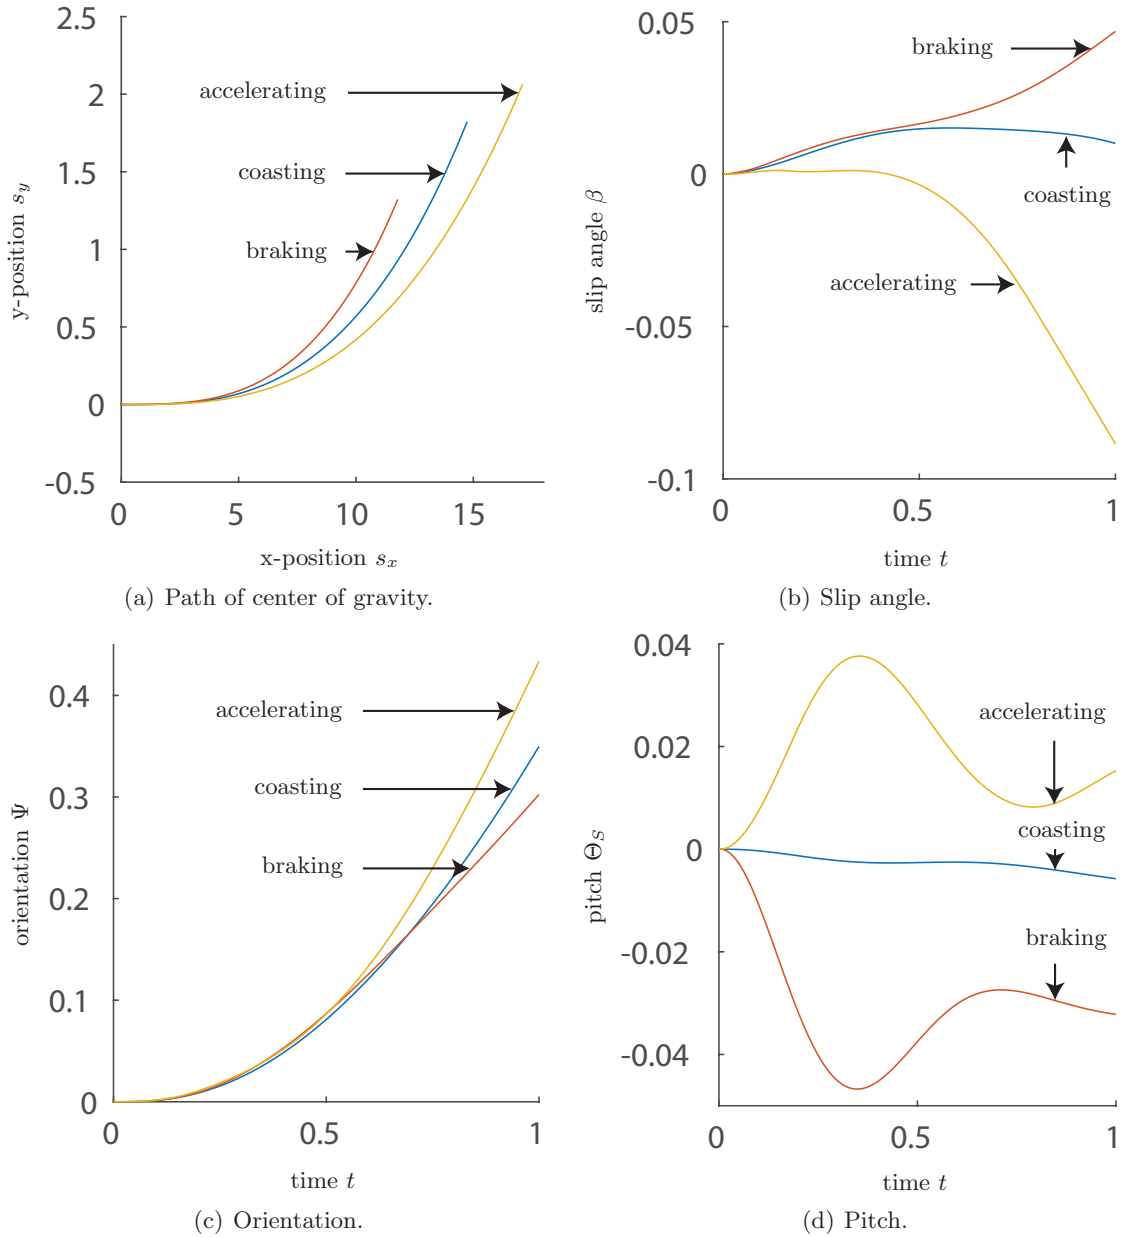 2.5
2
1.5
1
0.5
0
-0.5
0
5
10
15
accelerating
coasting
braking
y-position s_y
x-position s_x
(a) Path of center of gravity.
0.05
0
-0.05
-0.1
0
0.5
1
braking
coasting
accelerating
slip angle β
time t
(b) Slip angle.
0.4
0.3
0.2
0.1
0
0
0.5
1
accelerating
coasting
braking
orientation Ψ
time t
(c) Orientation.
0.04
0.02
0
-0.02
-0.04
0
0.5
1
accelerating
coasting
braking
pitch Θ_S
time t
(d) Pitch.